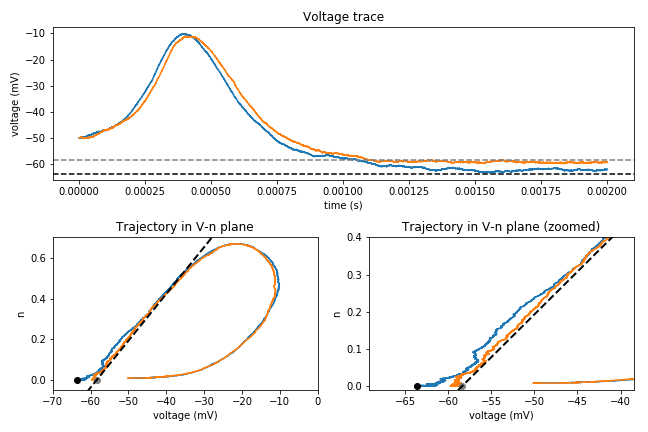 Voltage trace
voltage (mV)
−10
−20
−30
−40
−50
−60
0.00000 0.00025 0.00050 0.00075 0.00100 0.00125 0.00150 0.00175 0.00200
time (s)
Trajectory in V-n plane
n
0.6
0.4
0.2
0.0
−70 −60 −50 −40 −30 −20 −10 0
voltage (mV)
Trajectory in V-n plane (zoomed)
n
0.4
0.3
0.2
0.1
0.0
−65 −60 −55 −50 −45 −40
voltage (mV)